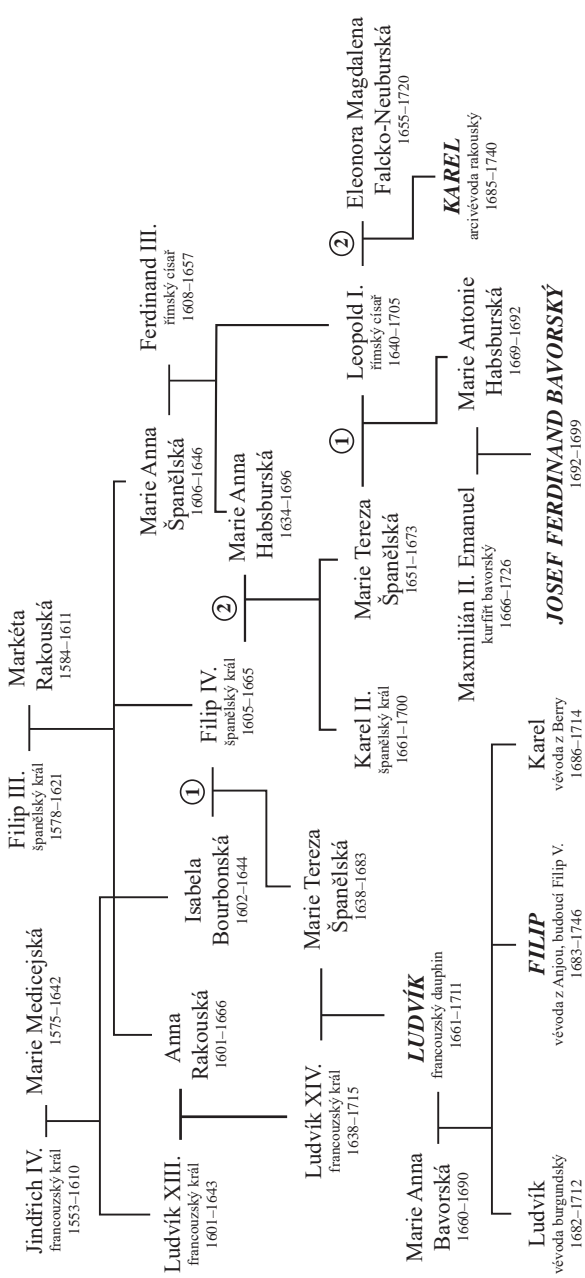 Jindřich IV.
francouzský král
1553–1610
Marie Medicejská
1575–1642
Filip III.
španělský král
1578–1621
Markéta
Rakouská
1584–1611
Ludvík XIII.
francouzský král
1601–1643
Anna
Rakouská
1601–1666
Isabela
Bourbonská
1602–1644
1
Filip IV.
španělský král
1605–1665
2
Marie Anna
Habsburská
1634–1696
Marie Anna
Španělská
1606–1646
Ferdinand III.
římský císař
1608–1657
Ludvík XIV.
francouzský král
1638–1715
Marie Tereza
Španělská
1638–1683
Karel II.
španělský král
1661–1700
Marie Tereza
Španělská
1651–1673
1
Leopold I.
římský císař
1640–1705
2
Eleonora Magdalena
Falcko-Neuburská
1655–1720
Marie Anna
Bavorská
1660–1690
LUDVÍK
francouzský dauphin
1661–1711
Maxmilián II. Emanuel
kurfiřt bavorský
1666–1726
Marie Antonie
Habsburská
1669–1692
KAREL
arcivévoda rakouský
1685–1740
Ludvík
vévoda burgundský
1682–1712
FILIP
vévoda z Anjou, budoucí Filip V.
1683–1746
Karel
vévoda z Berry
1686–1714
JOSEF FERDINAND BAVORSKÝ
1692–1699